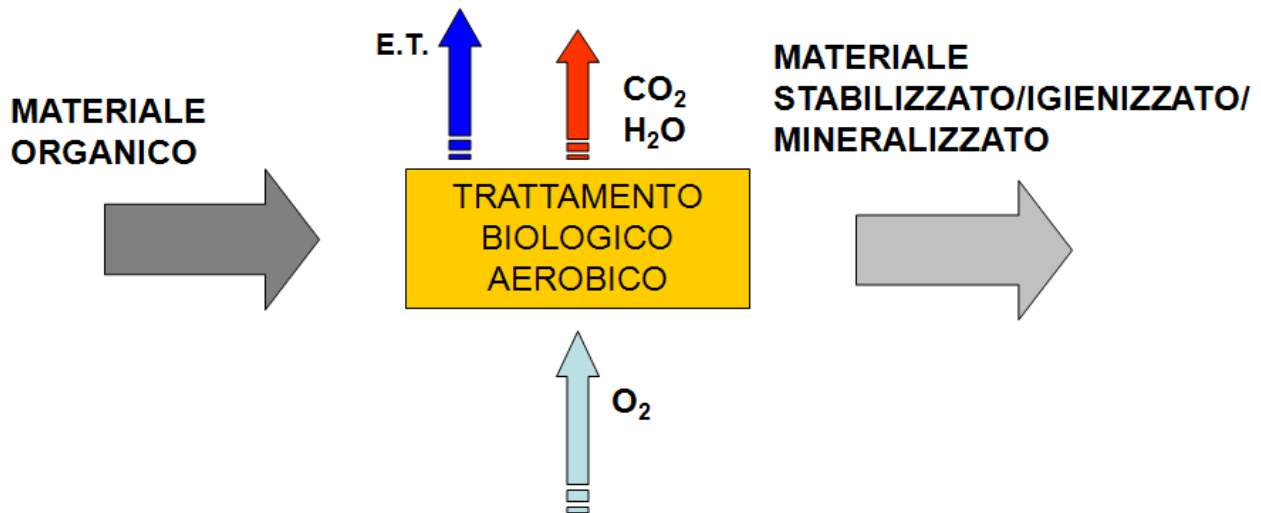 MATERIALE
ORGANICO
E.T.
CO₂
H₂O
MATERIALE
STABILIZZATO/IGIENIZZATO/
MINERALIZZATO
TRATTAMENTO
BIOLOGICO
AEROBICO
O₂